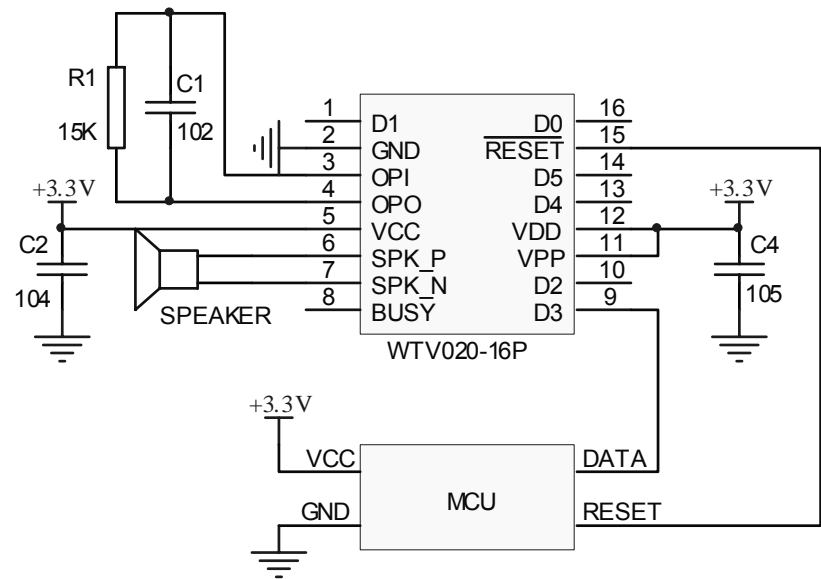 R1
15K
C1
102
+3.3V
C2
104
SPEAKER
1
2
3
4
5
6
7
8
D1
GND
OPI
OPO
VCC
SPK_P
SPK_N
BUSY
D0
RESET
D5
D4
VDD
VPP
D2
D3
16
15
14
13
12
11
10
9
WTV020-16P
+3.3V
C4
105
+3.3V
VCC
GND
MCU
DATA
RESET